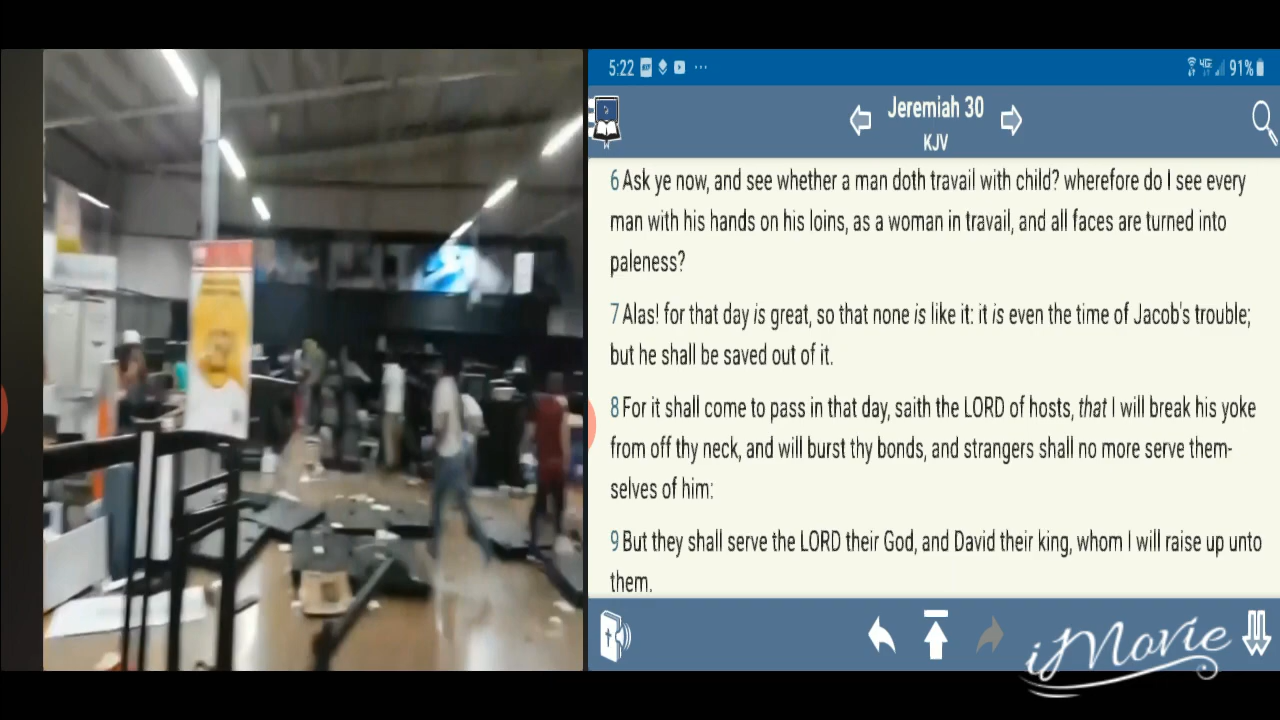 5:22
91%
Jeremiah 30
KJV
6 Ask ye now, and see whether a man doth travail with child? wherefore do I see every
man with his hands on his loins, as a woman in travail, and all faces are turned into
paleness?
7 Alas! for that day is great, so that none is like it: it is even the time of Jacob's trouble;
but he shall be saved out of it.
8 For it shall come to pass in that day, saith the LORD of hosts, that I will break his yoke
from off thy neck, and will burst thy bonds, and strangers shall no more serve them-
selves of him:
9 But they shall serve the LORD their God, and David their king, whom I will raise up unto
them.
iMovie